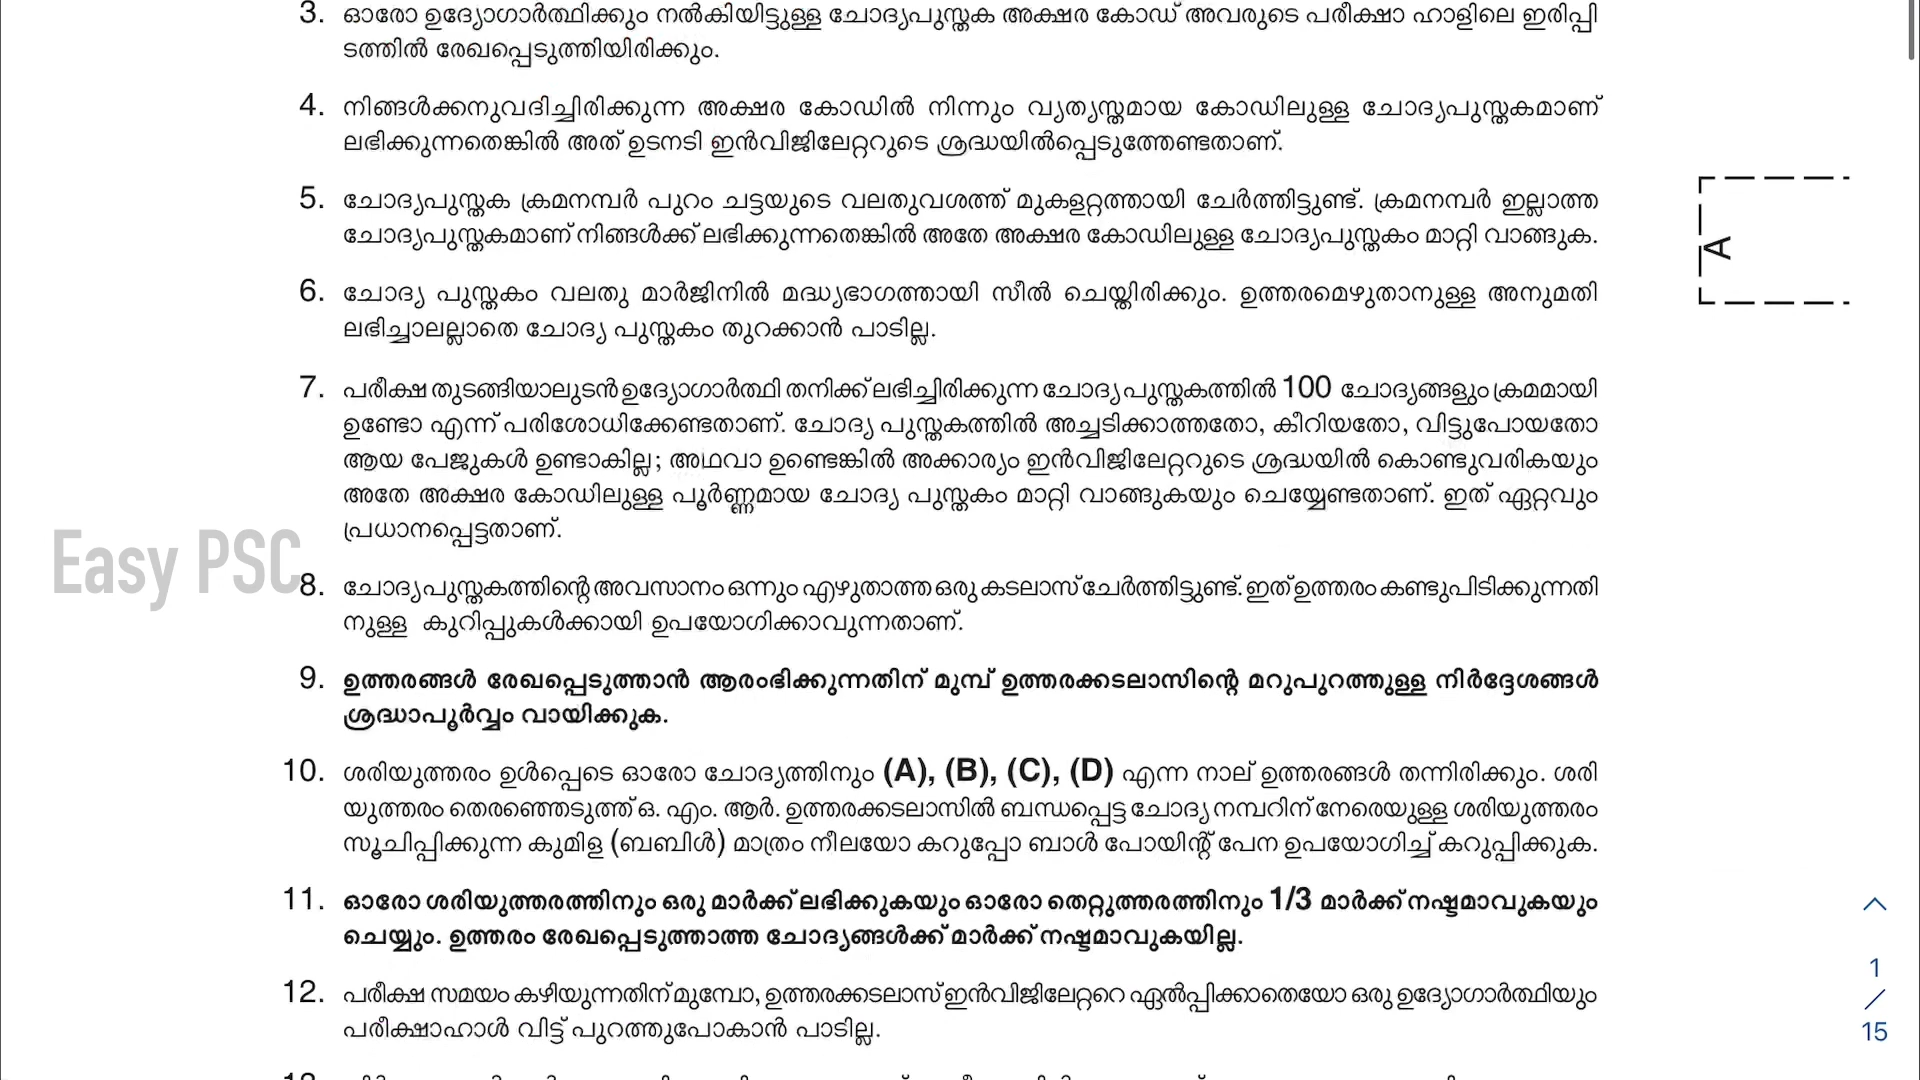 3. ഓരോ ഉദ്യോഗാർത്ഥിക്കും നൽകിയിട്ടുള്ള ചോദ്യപുസ്തക അക്ഷര കോഡ് അവരുടെ പരീക്ഷാ ഹാളിലെ ഇരിപ്പി
ടത്തിൽ രേഖപ്പെടുത്തിയിരിക്കും.
4. നിങ്ങൾക്കനുവദിച്ചിരിക്കുന്ന അക്ഷര കോഡിൽ നിന്നും വ്യത്യസ്തമായ കോഡിലുള്ള ചോദ്യപുസ്തകമാണ്
ലഭിക്കുന്നതെങ്കിൽ അത് ഉടനടി ഇൻവിജിലേറ്ററുടെ ശ്രദ്ധയിൽപ്പെടുത്തേണ്ടതാണ്.
5. ചോദ്യപുസ്തക ക്രമനമ്പർ പുറം ചട്ടയുടെ വലതുവശത്ത് മുകളറ്റത്തായി ചേർത്തിട്ടുണ്ട്. ക്രമനമ്പർ ഇല്ലാത്ത
ചോദ്യപുസ്തകമാണ് നിങ്ങൾക്ക് ലഭിക്കുന്നതെങ്കിൽ അതേ അക്ഷര കോഡിലുള്ള ചോദ്യപുസ്തകം മാറ്റി വാങ്ങുക.
A
6. ചോദ്യ പുസ്തകം വലതു മാർജിനിൽ മദ്ധ്യഭാഗത്തായി സീൽ ചെയ്തിരിക്കും. ഉത്തരമെഴുതാനുള്ള അനുമതി
ലഭിച്ചാലല്ലാതെ ചോദ്യ പുസ്തകം തുറക്കാൻ പാടില്ല.
7. പരീക്ഷ തുടങ്ങിയാലുടൻ ഉദ്യോഗാർത്ഥി തനിക്ക് ലഭിച്ചിരിക്കുന്ന ചോദ്യ പുസ്തകത്തിൽ 100 ചോദ്യങ്ങളും ക്രമമായി
ഉണ്ടോ എന്ന് പരിശോധിക്കേണ്ടതാണ്. ചോദ്യ പുസ്തകത്തിൽ അച്ചടിക്കാത്തതോ, കീറിയതോ, വിട്ടുപോയതോ
ആയ പേജുകൾ ഉണ്ടാകില്ല; അഥവാ ഉണ്ടെങ്കിൽ അക്കാര്യം ഇൻവിജിലേറ്ററുടെ ശ്രദ്ധയിൽ കൊണ്ടുവരികയും
അതേ അക്ഷര കോഡിലുള്ള പൂർണ്ണമായ ചോദ്യ പുസ്തകം മാറ്റി വാങ്ങുകയും ചെയ്യേണ്ടതാണ്. ഇത് ഏറ്റവും
പ്രധാനപ്പെട്ടതാണ്.
Easy PSC
8. ചോദ്യപുസ്തകത്തിന്റെ അവസാനം ഒന്നും എഴുതാത്ത ഒരു കടലാസ് ചേർത്തിട്ടുണ്ട്. ഇത് ഉത്തരം കണ്ടുപിടിക്കുന്നതി
നുള്ള കുറിപ്പുകൾക്കായി ഉപയോഗിക്കാവുന്നതാണ്.
9. ഉത്തരങ്ങൾ രേഖപ്പെടുത്താൻ ആരംഭിക്കുന്നതിന് മുമ്പ് ഉത്തരക്കടലാസിന്റെ മറുപുറത്തുള്ള നിർദ്ദേശങ്ങൾ
ശ്രദ്ധാപൂർവ്വം വായിക്കുക.
10. ശരിയുത്തരം ഉൾപ്പെടെ ഓരോ ചോദ്യത്തിനും (A), (B), (C), (D) എന്ന നാല് ഉത്തരങ്ങൾ തന്നിരിക്കും. ശരി
യുത്തരം തെരഞ്ഞെടുത്ത് ഒ. എം. ആർ. ഉത്തരക്കടലാസിൽ ബന്ധപ്പെട്ട ചോദ്യ നമ്പറിന് നേരെയുള്ള ശരിയുത്തരം
സൂചിപ്പിക്കുന്ന കുമിള (ബബിൾ) മാത്രം നീലയോ കറുപ്പോ ബാൾ പോയിന്റ് പേന ഉപയോഗിച്ച് കറുപ്പിക്കുക.
11. ഓരോ ശരിയുത്തരത്തിനും ഒരു മാർക്ക് ലഭിക്കുകയും ഓരോ തെറ്റുത്തരത്തിനും 1/3 മാർക്ക് നഷ്ടമാവുകയും
ചെയ്യും. ഉത്തരം രേഖപ്പെടുത്താത്ത ചോദ്യങ്ങൾക്ക് മാർക്ക് നഷ്ടമാവുകയില്ല.
12. പരീക്ഷ സമയം കഴിയുന്നതിന് മുമ്പോ, ഉത്തരക്കടലാസ് ഇൻവിജിലേറ്ററെ ഏൽപ്പിക്കാതെയോ ഒരു ഉദ്യോഗാർത്ഥിയും
പരീക്ഷാഹാൾ വിട്ട് പുറത്തുപോകാൻ പാടില്ല.
1
/
15